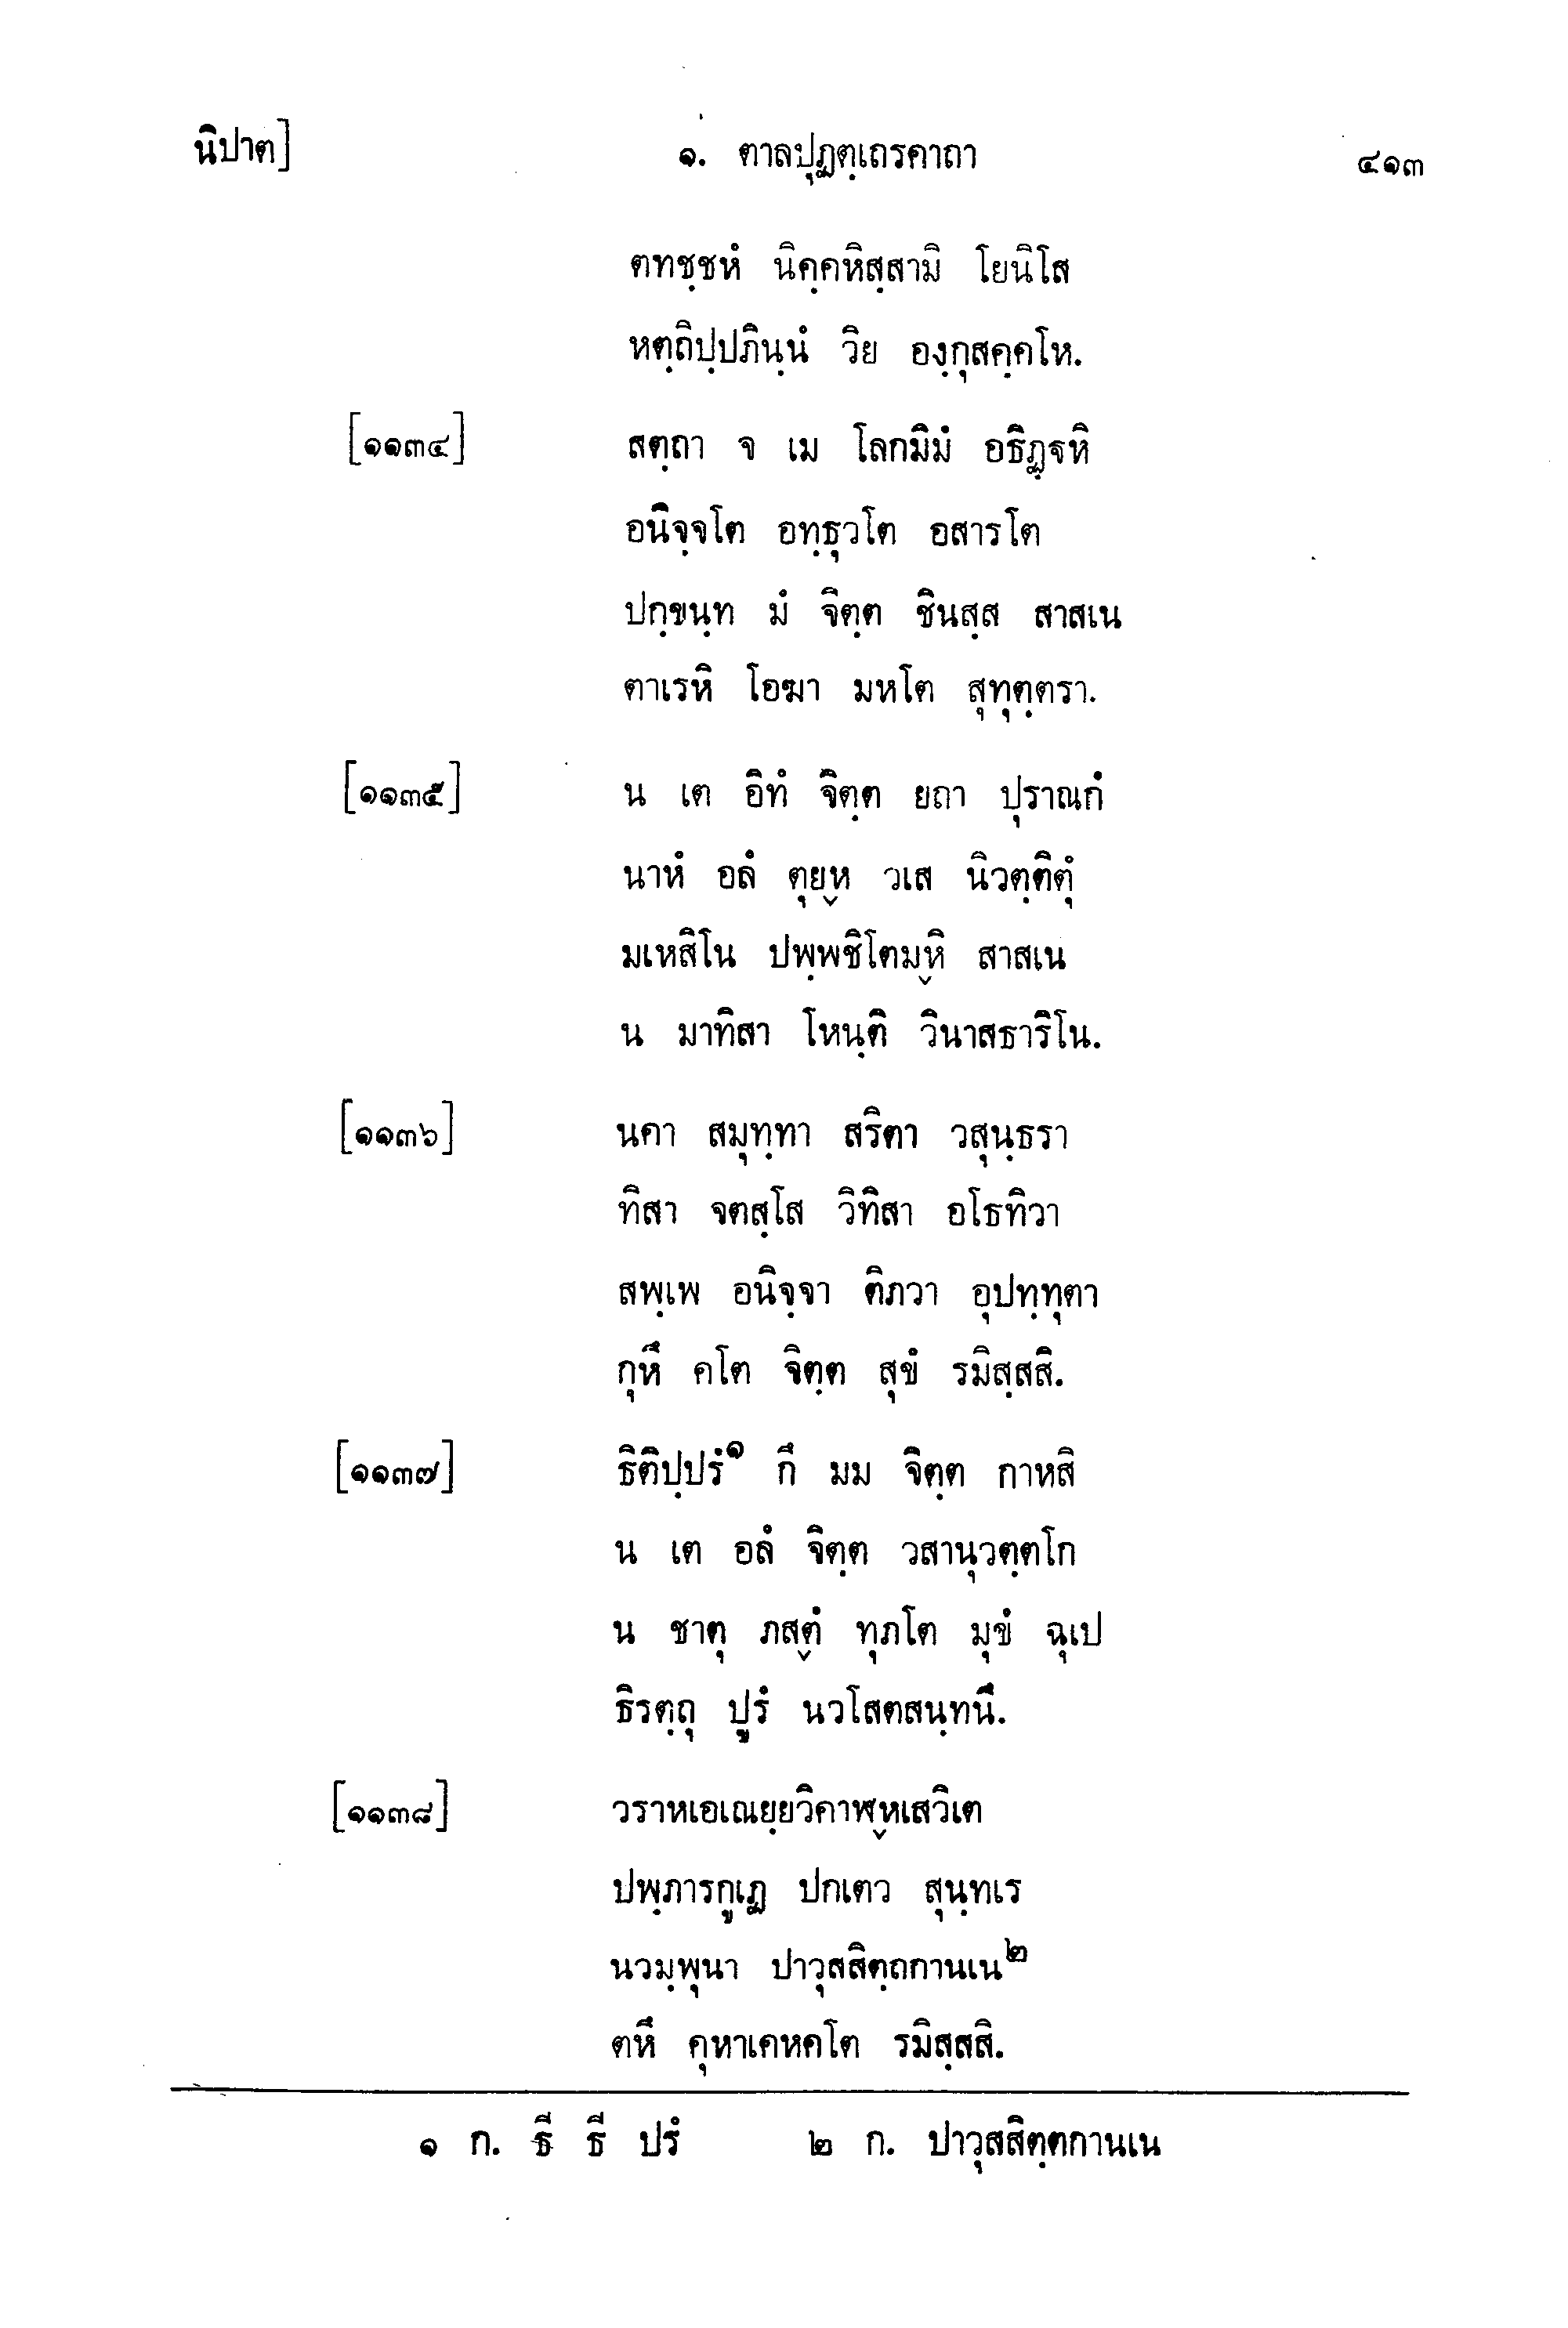 นิปาต] ๑. ตาลปุฏตฺเถรคาถา ๔๑๓
ตทชฺชหํ นิคฺคหิสฺสามิ โยนิโส
หตฺถิปฺปภินฺนํ วิย องฺกุสคฺคโห.
[๑๑๓๔] สตฺถา จ เม โลกมิมํ อธิฏฺฐหิ
อนิจฺจโต อทฺธุวโต อสารโต
ปกฺขนฺท มํ จิตฺต ชินสฺส สาสเน
ตาเรหิ โอฆา มหโต สุทุตฺตรา.
[๑๑๓๕] น เต อิทํ จิตฺต ยถา ปุราณกํ
นาหํ อลํ ตุยฺห วเส นิวตฺติตุํ
มเหสิโน ปพฺพชิโตมฺหิ สาสเน
น มาทิสา โหนฺติ วินาสธาริโน.
[๑๑๓๖] นคา สมุทฺทา สริตา วสุนฺธรา
ทิสา จตสฺโส วิทิสา อโธทิวา
สพฺเพ อนิจฺจา ติภวา อุปทฺทุตา
กุหึ คโต จิตฺต สุขํ รมิสฺสสิ.
[๑๑๓๗] ธิติปฺปรํ๑ กึ มม จิตฺต กาหสิ
น เต อลํ จิตฺต วสานุวตฺตโก
น ชาตุ ภสฺตํ ทุภโต มุขํ ฉุเป
ธิรตฺถุ ปูรํ นวโสตสนฺทนึ.
[๑๑๓๘] วราหเอเณยฺยวิคาฬฺหเสวิเต
ปพฺภารกูเฏ ปกเตว สุนฺทเร
นวมฺพุนา ปาวุสสิตฺถกานเน๒
ตหึ คุหาเคหคโต รมิสฺสสิ.
๑ ก. ธี ธี ปรํ ๒ ก. ปาวุสสิตฺตกานเน